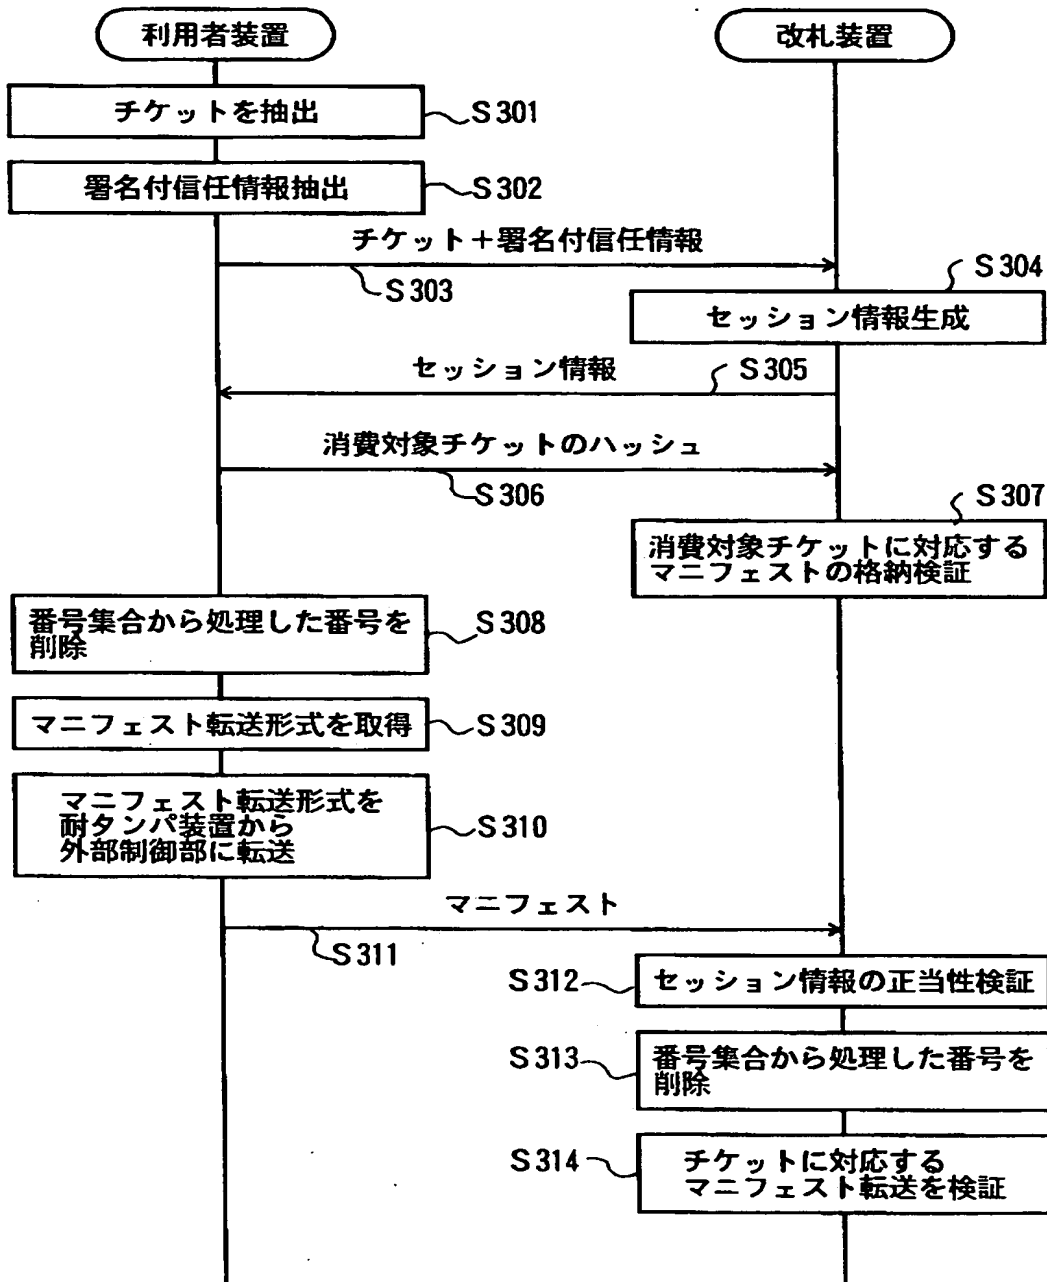 利用者装置
改札装置
チケットを抽出
S301
署名付信任情報抽出
S302
チケット+署名付信任情報
S303
S304
セッション情報生成
セッション情報
S305
消費対象チケットのハッシュ
S306
S307
消費対象チケットに対応する
マニフェストの格納検証
番号集合から処理した番号を
削除
S308
マニフェスト転送形式を取得
S309
マニフェスト転送形式を
耐タンパ装置から
外部制御部に転送
S310
マニフェスト
S311
S312
セッション情報の正当性検証
S313
番号集合から処理した番号を
削除
S314
チケットに対応する
マニフェスト転送を検証